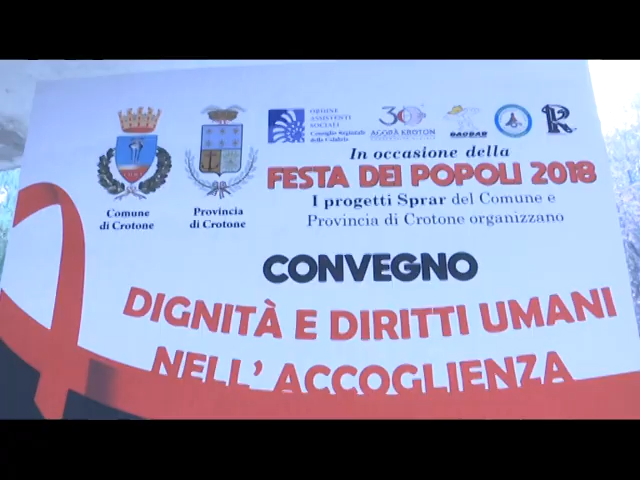 ORDINE
ASSISTENTI
SOCIALI
Consiglio Regionale
della Calabria
30
AGORÀ KROTON
BAOBAB
Comune
di Crotone
Provincia
di Crotone
In occasione della
FESTA DEI POPOLI 2018
I progetti Sprar del Comune e
Provincia di Crotone organizzano
CONVEGNO
DIGNITÀ E DIRITTI UMANI
NELL' ACCOGLIENZA